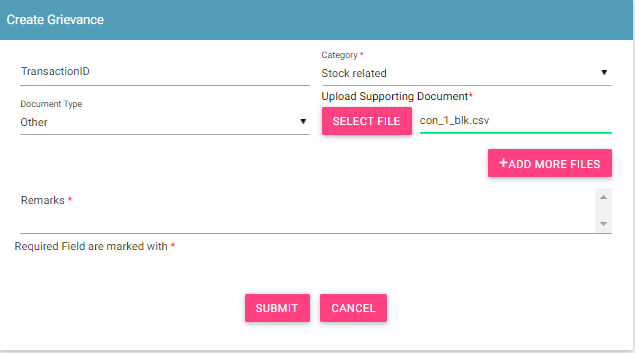 Create Grievance
Category *
TransactionID
Stock related
Upload Supporting Document*
Document Type
Other
SELECT FILE
con_1_blk.csv
+ADD MORE FILES
Remarks *
Required Field are marked with *
SUBMIT
CANCEL